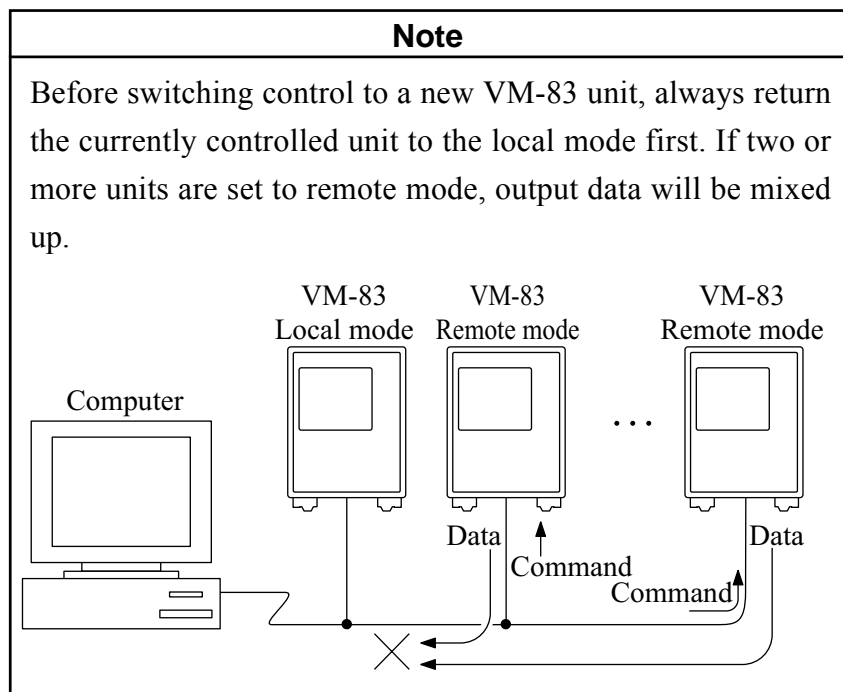 Note
Before switching control to a new VM-83 unit, always return
the currently controlled unit to the local mode first. If two or
more units are set to remote mode, output data will be mixed
up.
VM-83
Local mode
VM-83
Remote mode
VM-83
Remote mode
Computer
...
Data
Command
Command
Data